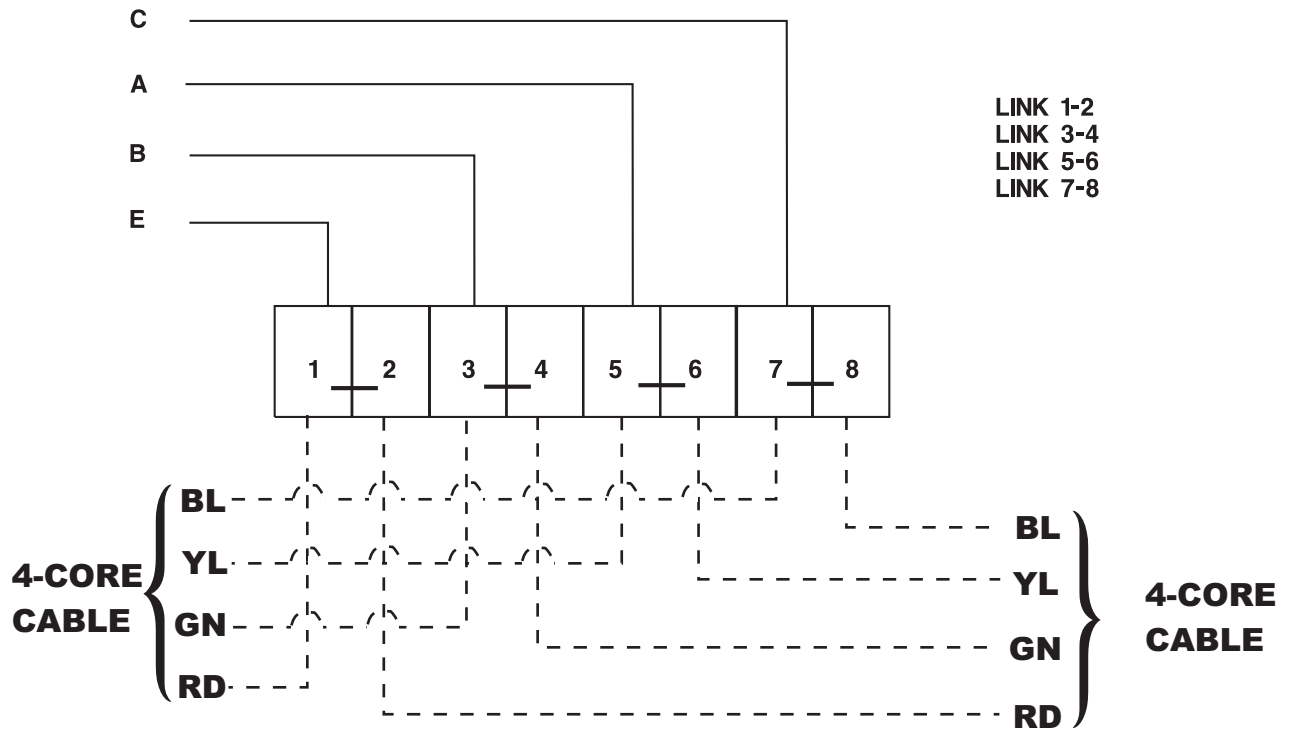 C
A
B
E
LINK 1-2
LINK 3-4
LINK 5-6
LINK 7-8
1 2 3 4 5 6 7 8
4-CORE
CABLE
BL
YL
GN
RD
BL
YL
GN
RD
4-CORE
CABLE